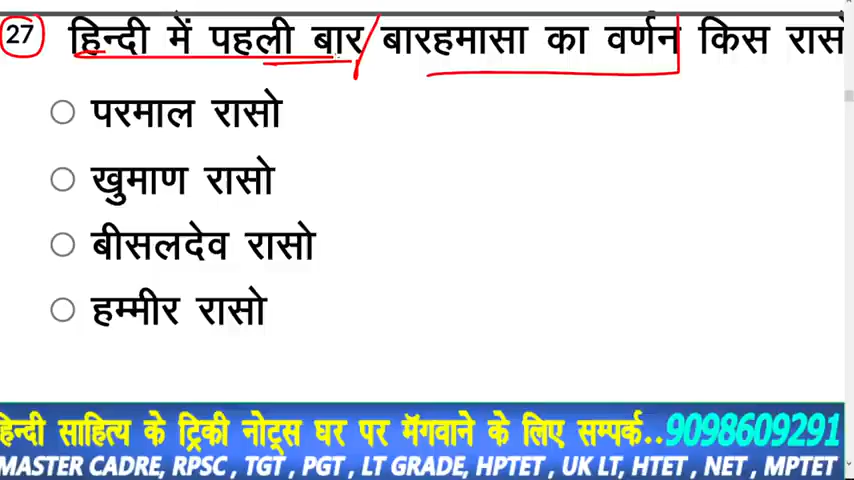 27 हिन्दी में पहली बार बारहमासा का वर्णन किस रासो
परमाल रासो
खुमाण रासो
बीसलदेव रासो
हम्मीर रासो
हिन्दी साहित्य के ट्रिकी नोट्स घर पर मॅगवाने के लिए सम्पर्क..9098609291
MASTER CADRE, RPSC , TGT , PGT , LT GRADE, HPTET , UK LT, HTET , NET , MPTET